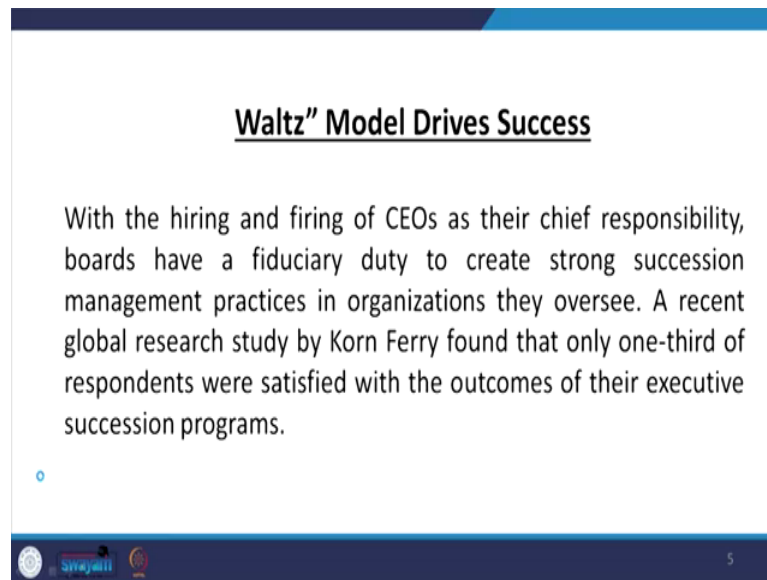 Waltz” Model Drives Success
With the hiring and firing of CEOs as their chief responsibility,
boards have a fiduciary duty to create strong succession
management practices in organizations they oversee. A recent
global research study by Korn Ferry found that only one-third of
respondents were satisfied with the outcomes of their executive
succession programs.
swayam
5